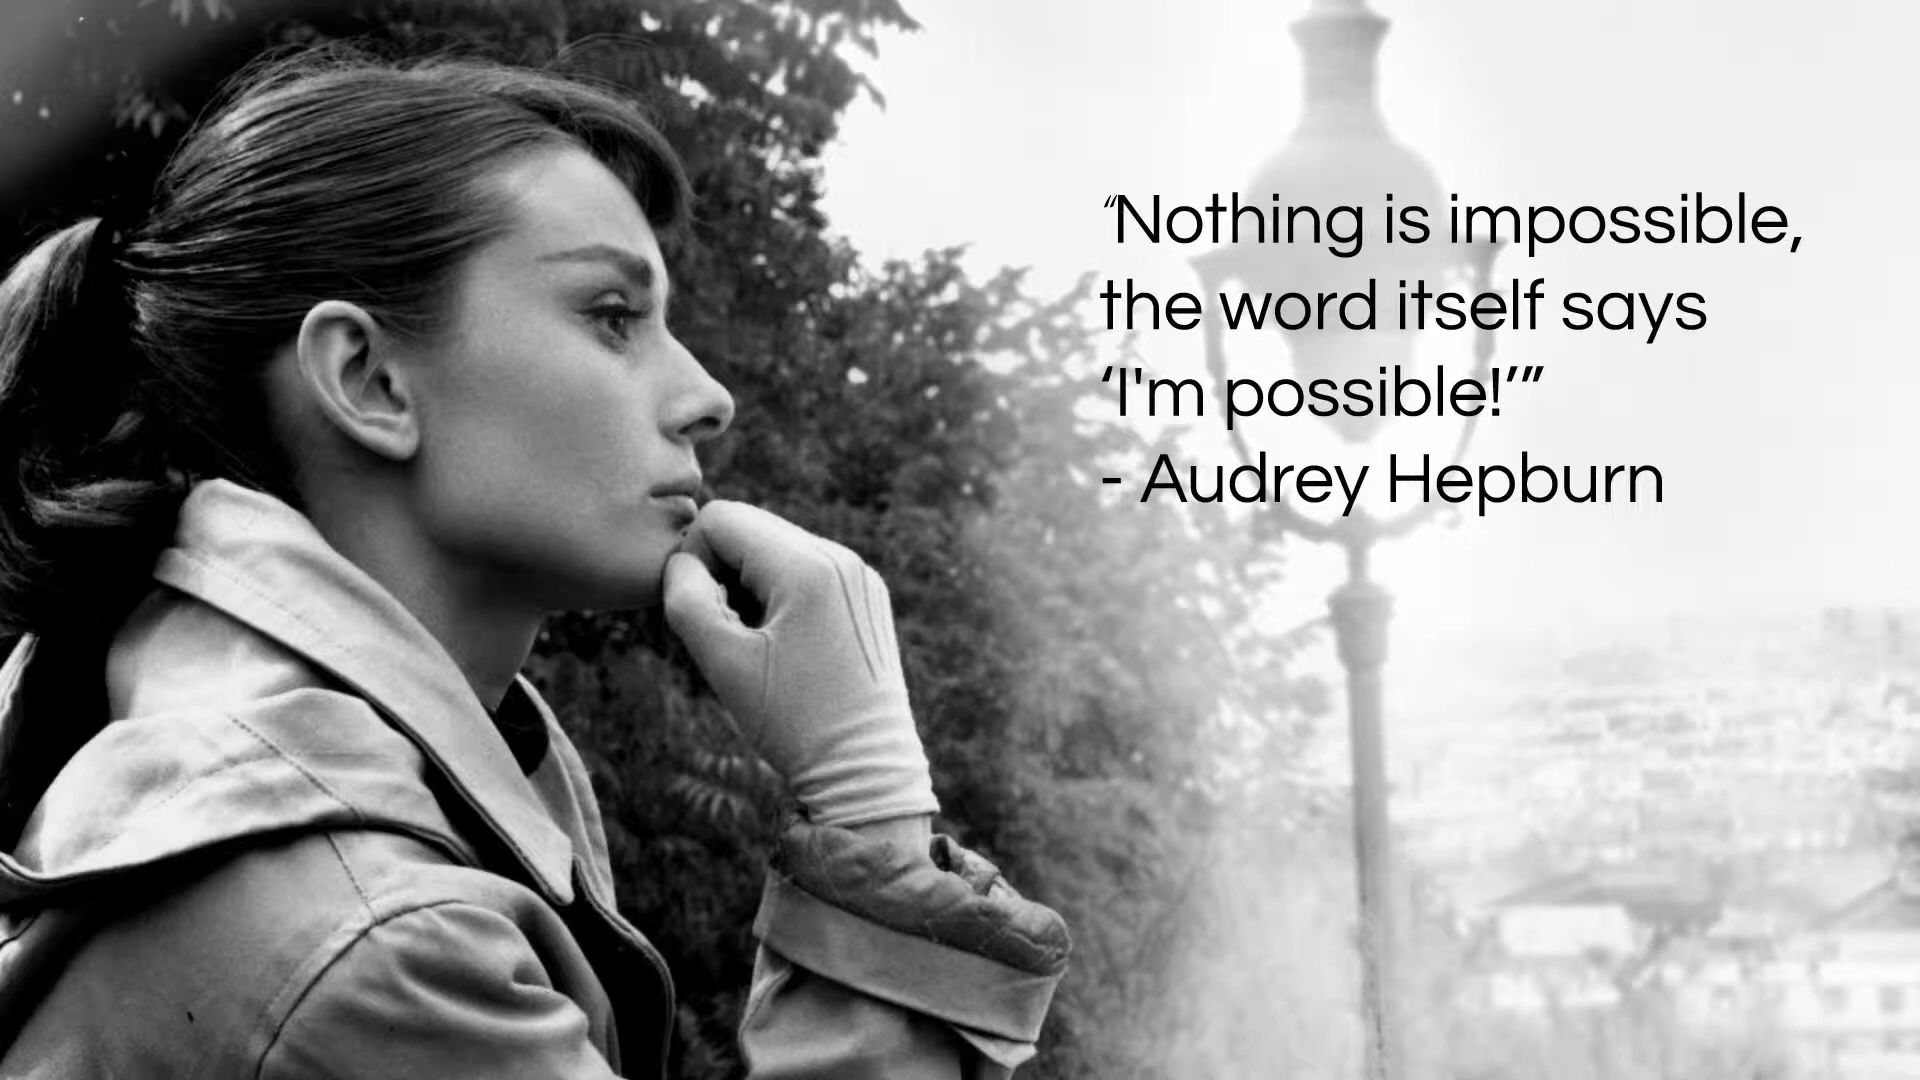 “Nothing is impossible,
the word itself says
‘I'm possible!’”
- Audrey Hepburn